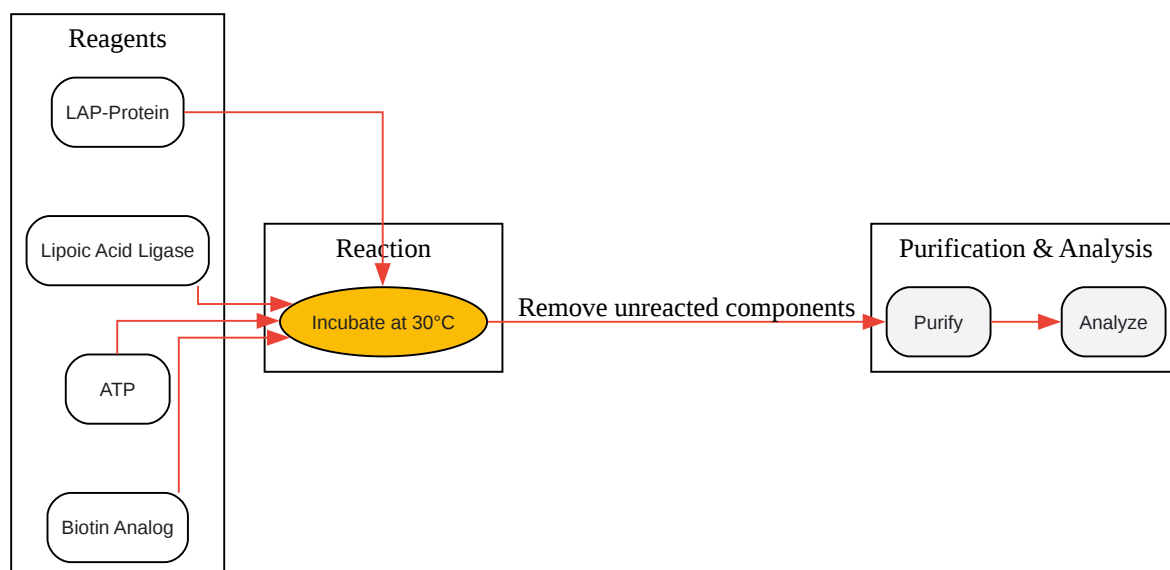 Reagents
LAP-Protein
Lipoic Acid Ligase
ATP
Biotin Analog
Reaction
Incubate at 30°C
Remove unreacted components
Purification & Analysis
Purify
Analyze